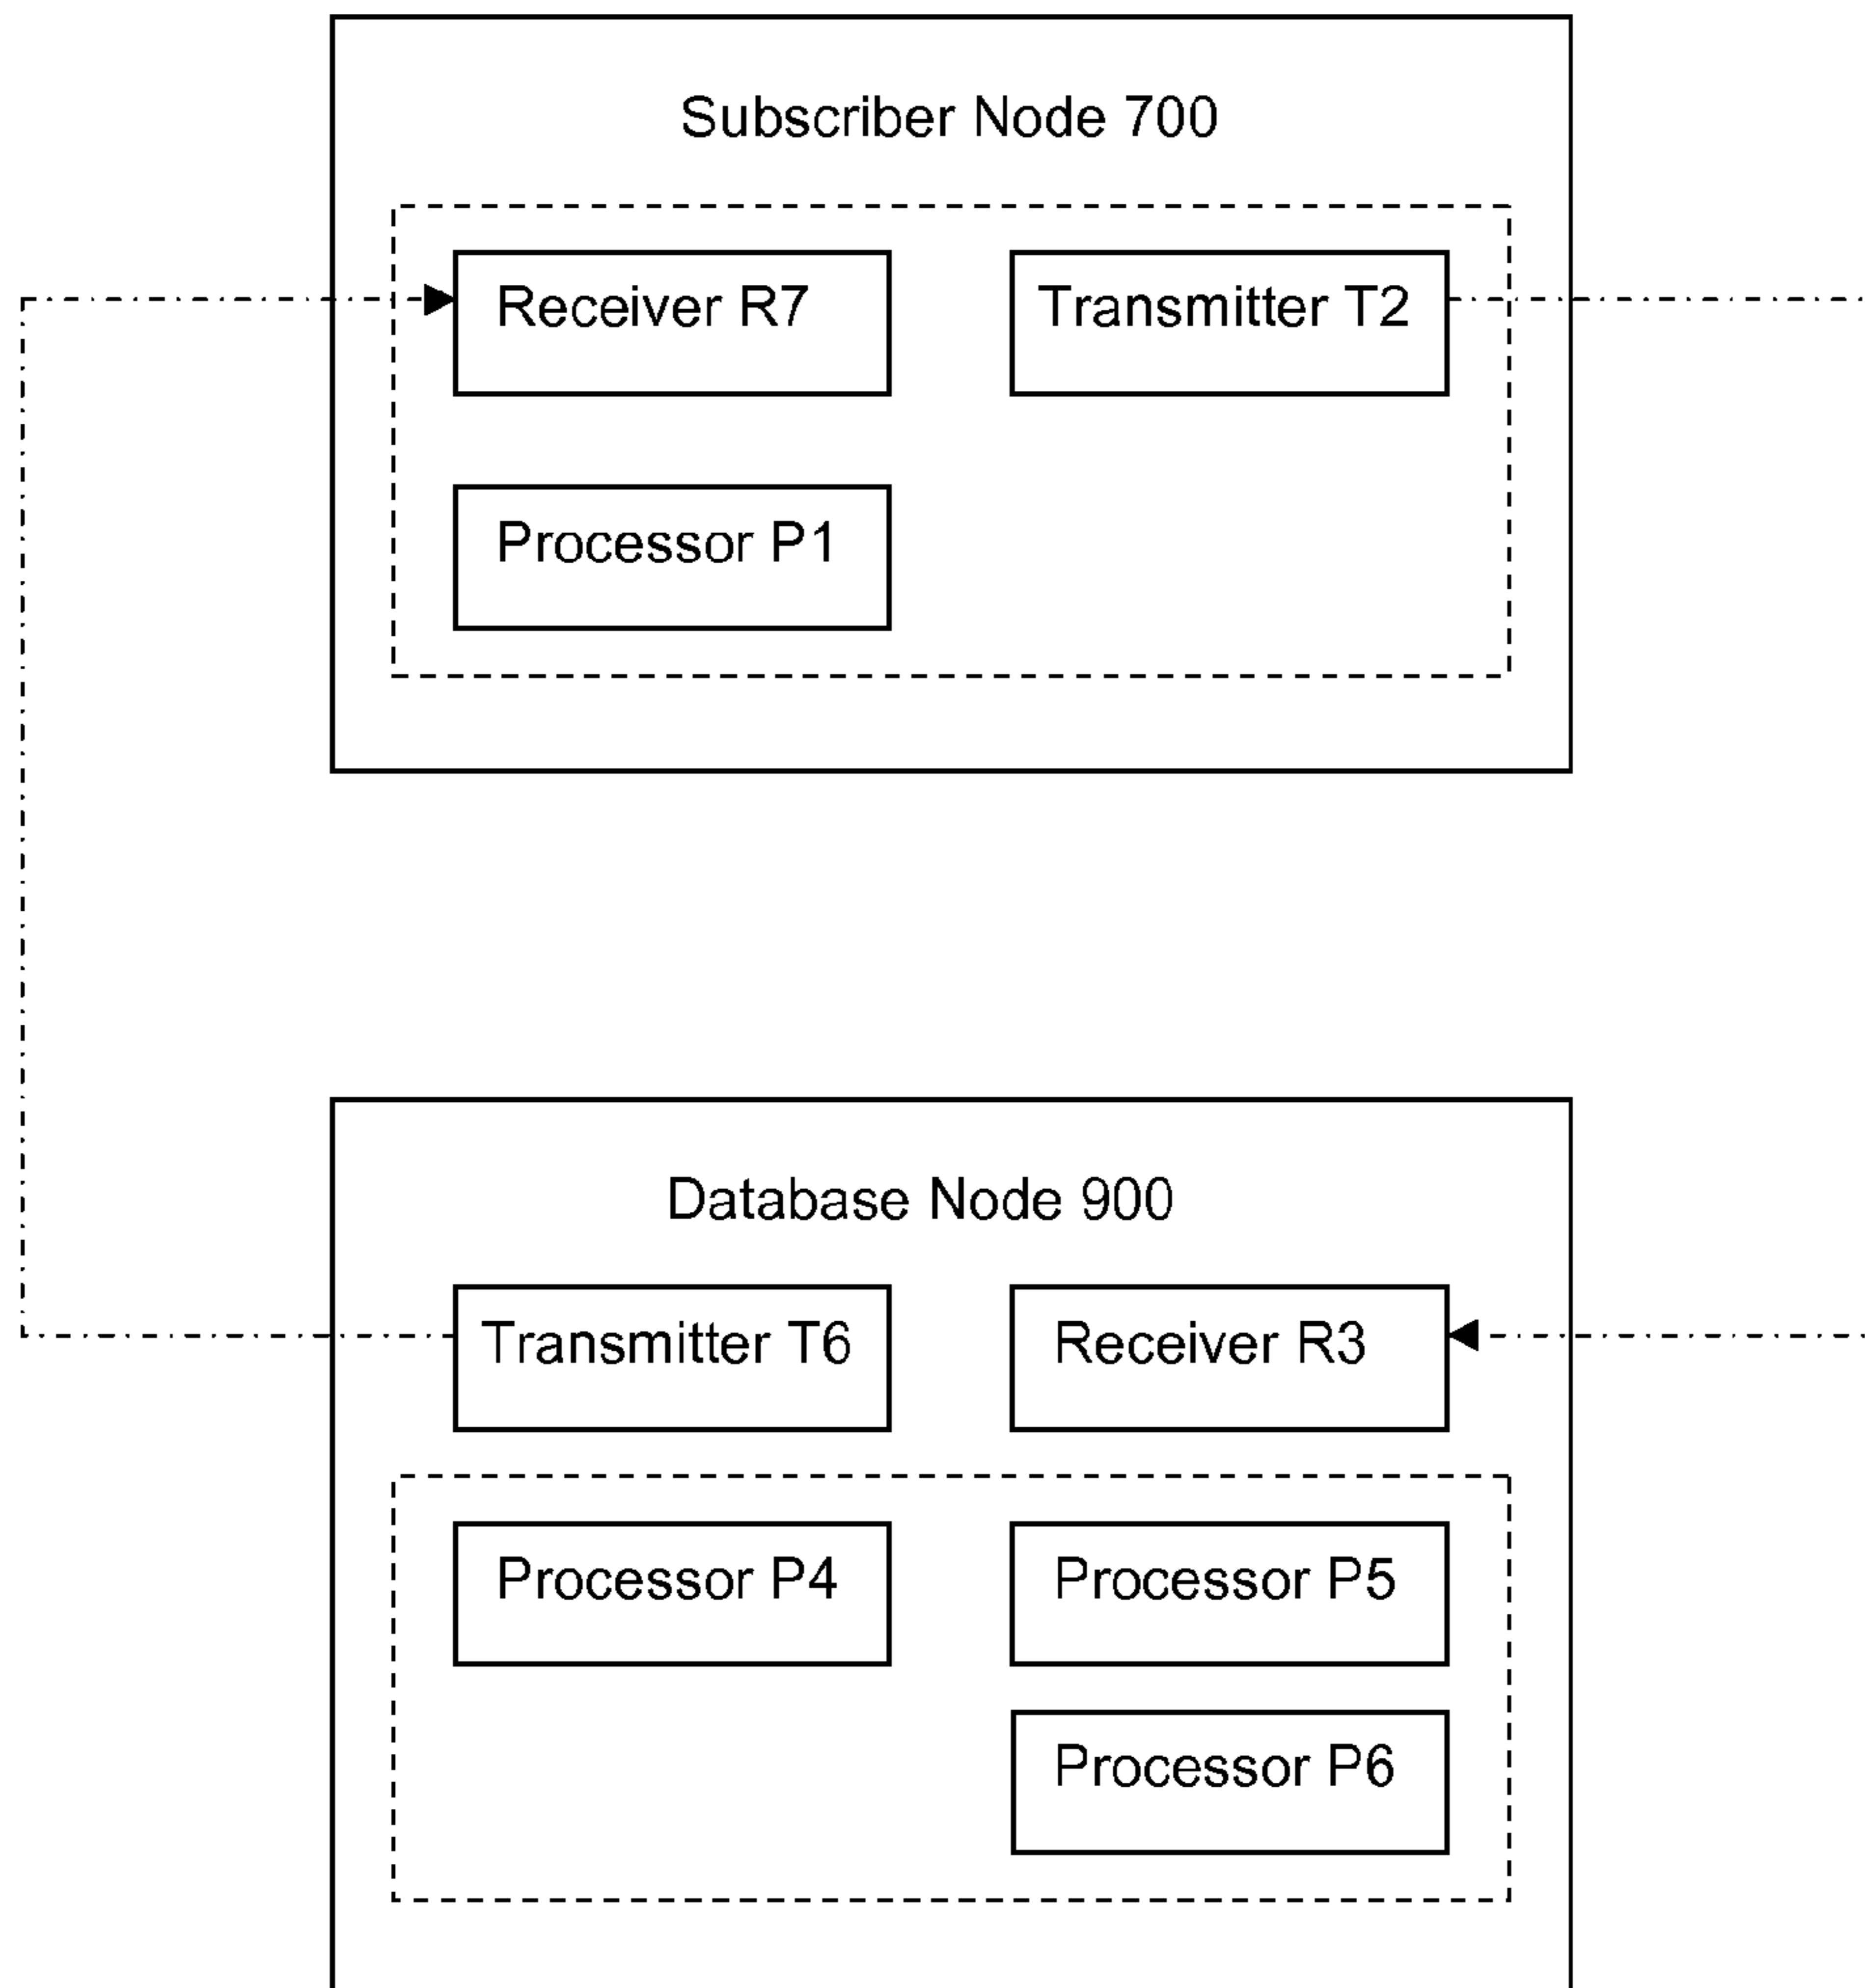 Subscriber Node 700
Receiver R7
Transmitter T2
Processor P1
Database Node 900
Transmitter T6
Receiver R3
Processor P4
Processor P5
Processor P6